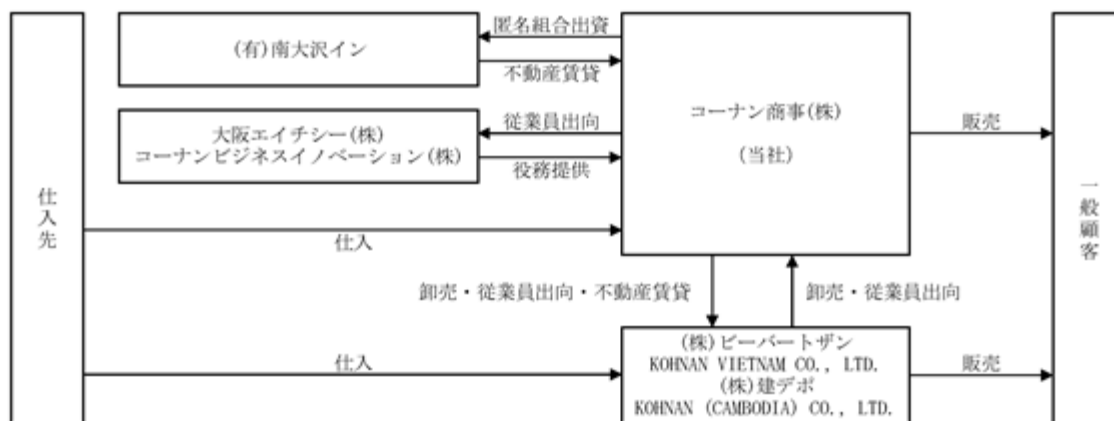 仕入先
(有)南大沢イン
匿名組合出資
不動産賃貸
大阪エイチシー(株)
コーナンビジネスイノベーション(株)
従業員出向
役務提供
コーナン商事(株)
(当社)
販売
一般顧客
仕入
卸売・従業員出向・不動産賃貸
卸売・従業員出向
仕入
(株)ビーバートザン
KOHNAN VIETNAM CO., LTD.
(株)建デポ
KOHNAN (CAMBODIA) CO., LTD.
販売